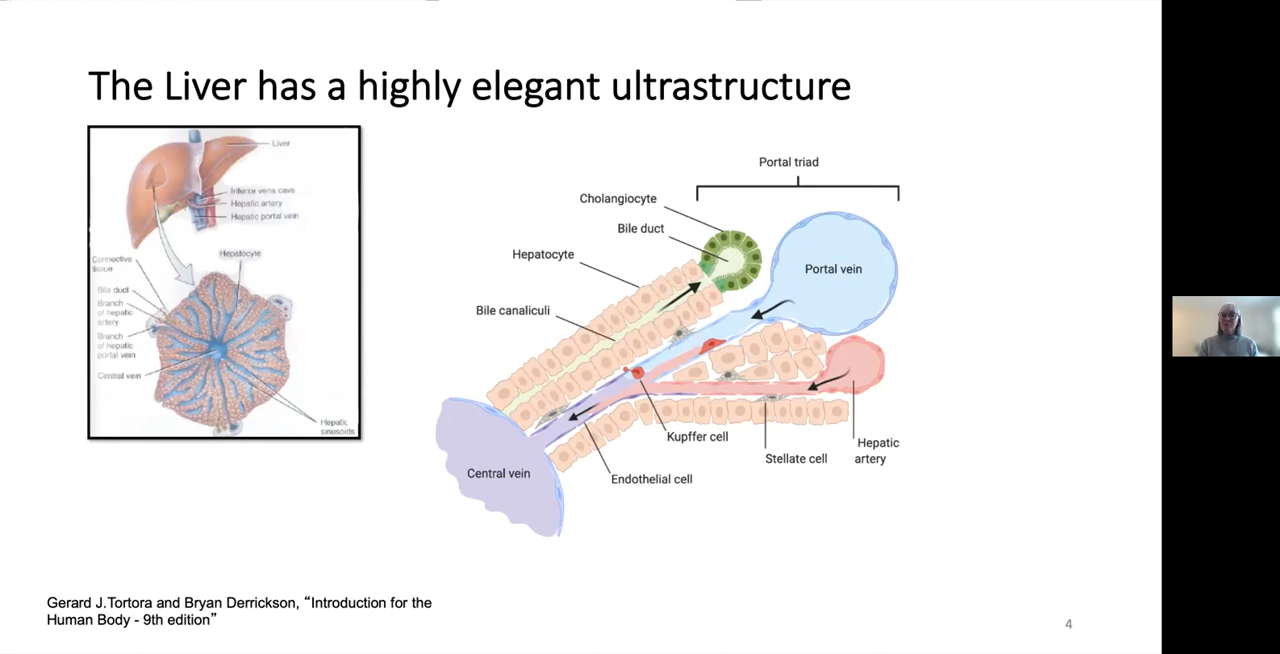 The Liver has a highly elegant ultrastructure
Liver
Inferior vena cava
Hepatic artery
Hepatic portal vein
Hepatocyte
Connective
tissue
Bile duct
Branch
of hepatic
artery
Branch
of hepatic
portal vein
Central vein
Hepatic
sinusoids
Portal triad
Cholangiocyte
Bile duct
Hepatocyte
Portal vein
Bile canaliculi
Kupffer cell
Hepatic
artery
Stellate cell
Central vein
Endothelial cell
Gerard J.Tortora and Bryan Derrickson, “Introduction for the
Human Body - 9th edition”
4